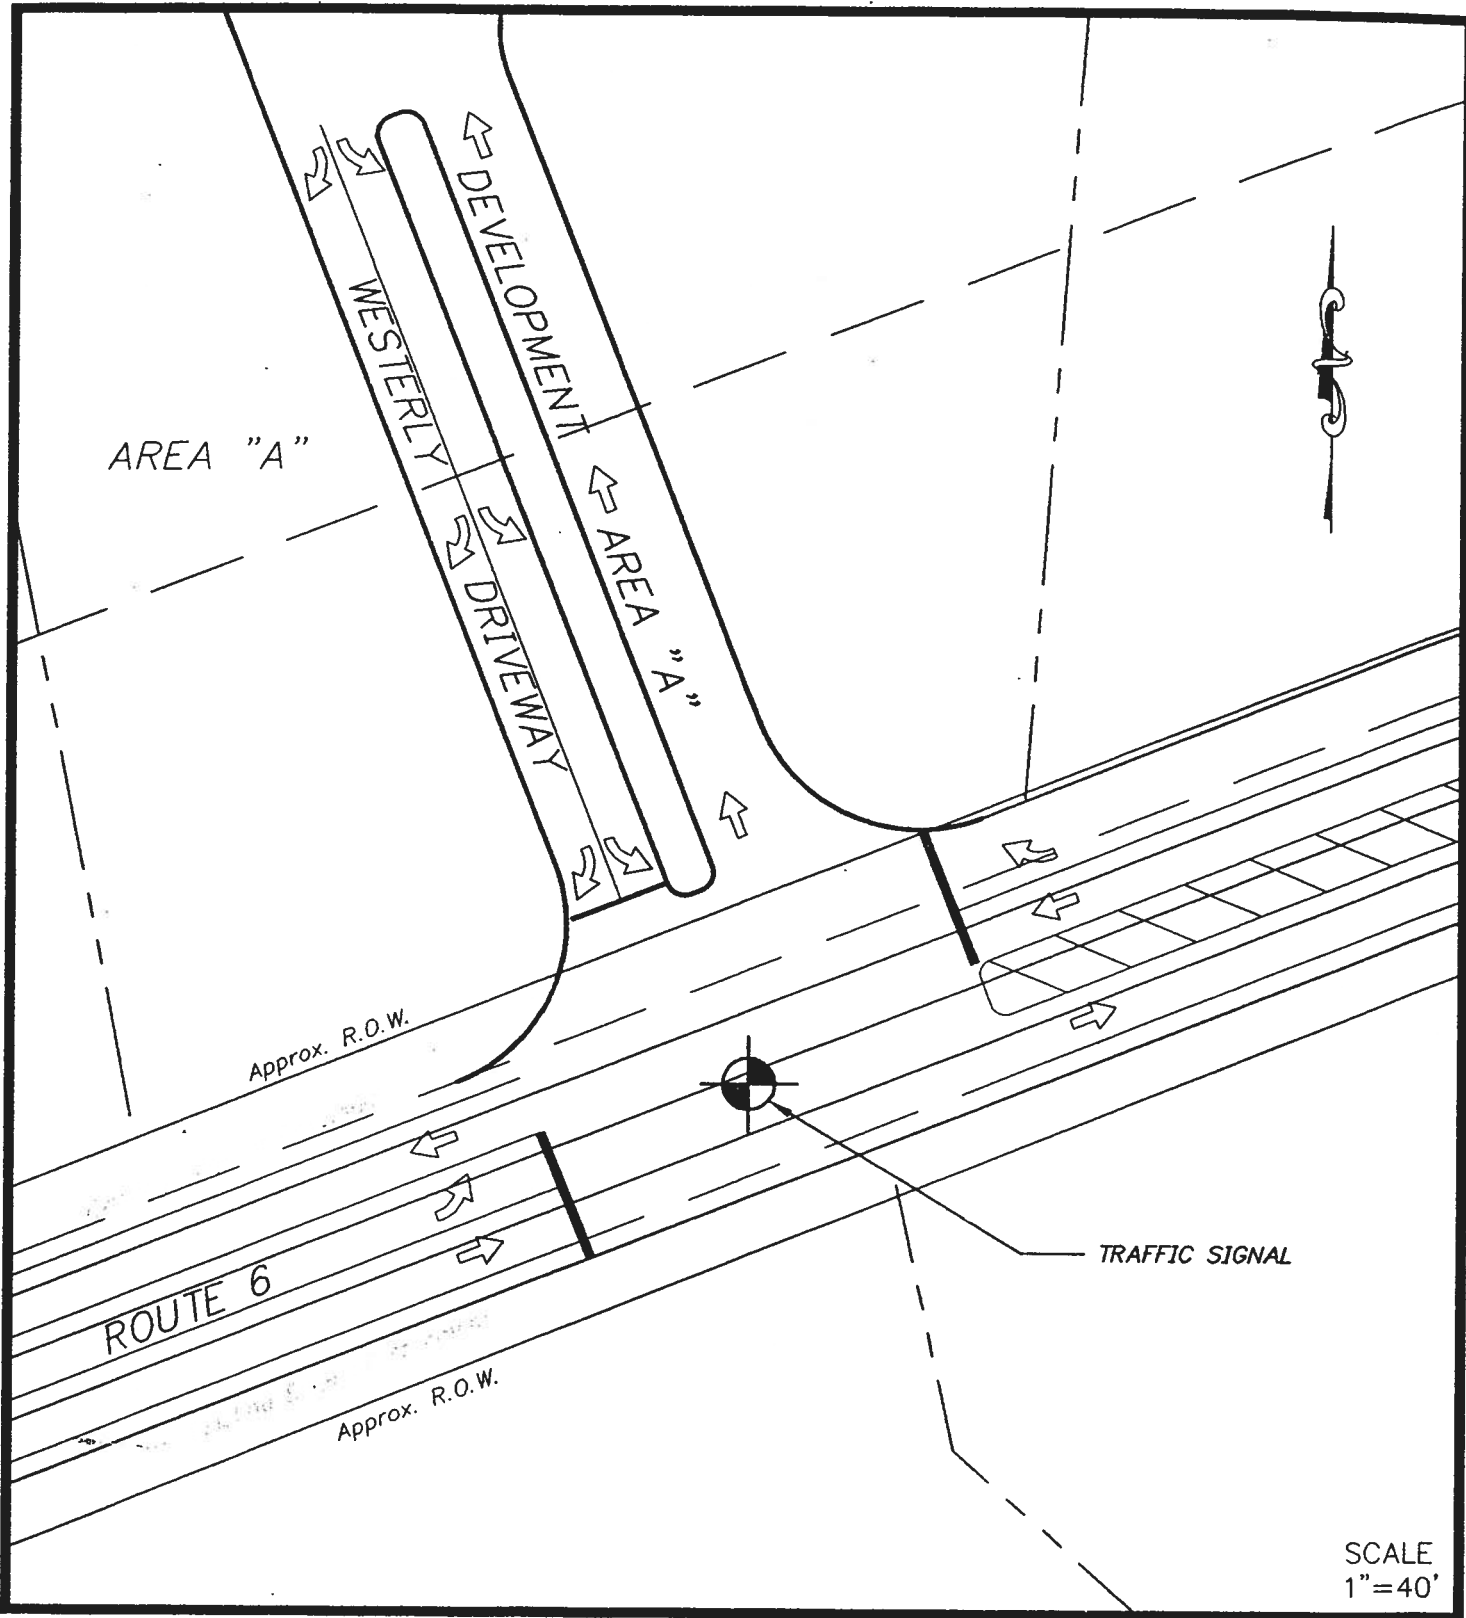 DEVELOPMENT
AREA "A"
WESTERLY
DRIVEWAY
AREA "A"
Approx. R.O.W.
TRAFFIC SIGNAL
ROUTE 6
Approx. R.O.W.
SCALE
1"=40'